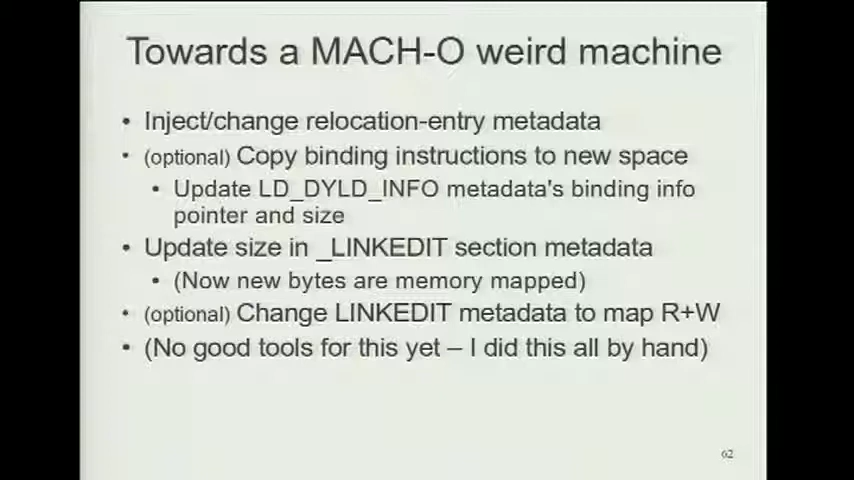 Towards a MACH-O weird machine
• Inject/change relocation-entry metadata
• (optional) Copy binding instructions to new space
• Update LD_DYLD_INFO metadata's binding info
pointer and size
• Update size in _LINKEDIT section metadata
• (Now new bytes are memory mapped)
• (optional) Change LINKEDIT metadata to map R+W
• (No good tools for this yet – I did this all by hand)
62